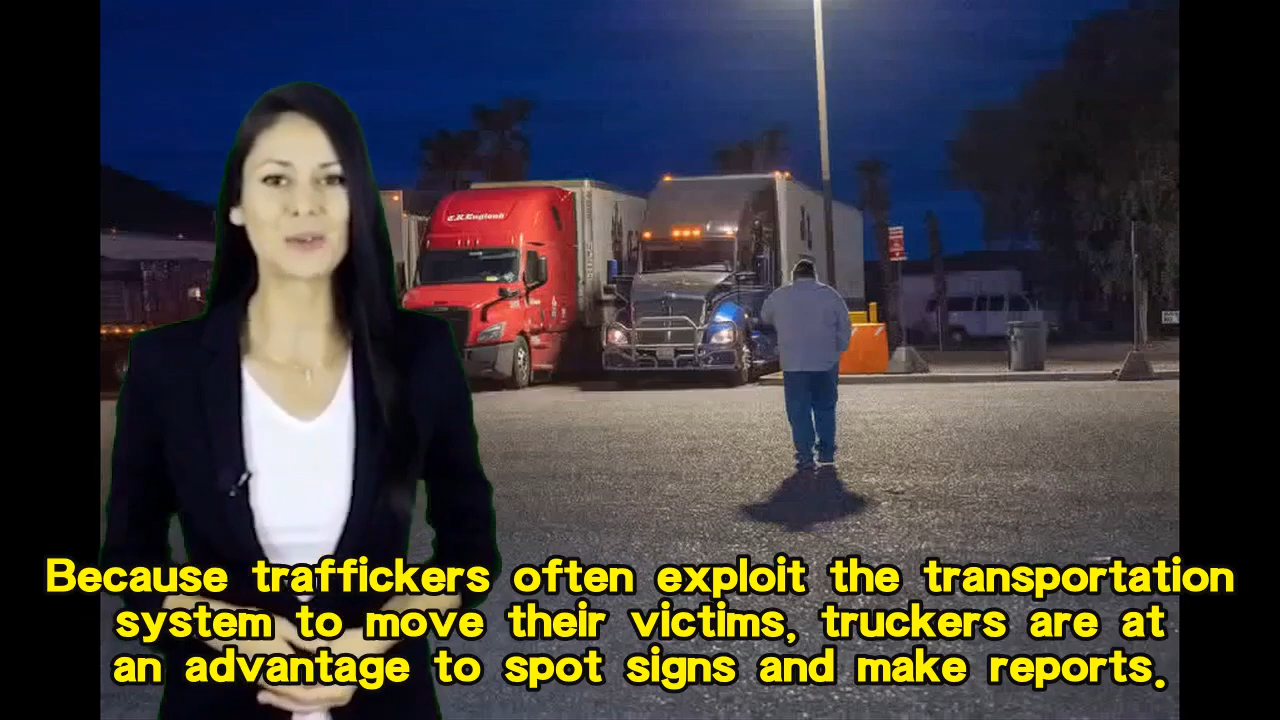 C.R.England
Because traffickers often exploit the transportation
system to move their victims, truckers are at
an advantage to spot signs and make reports.